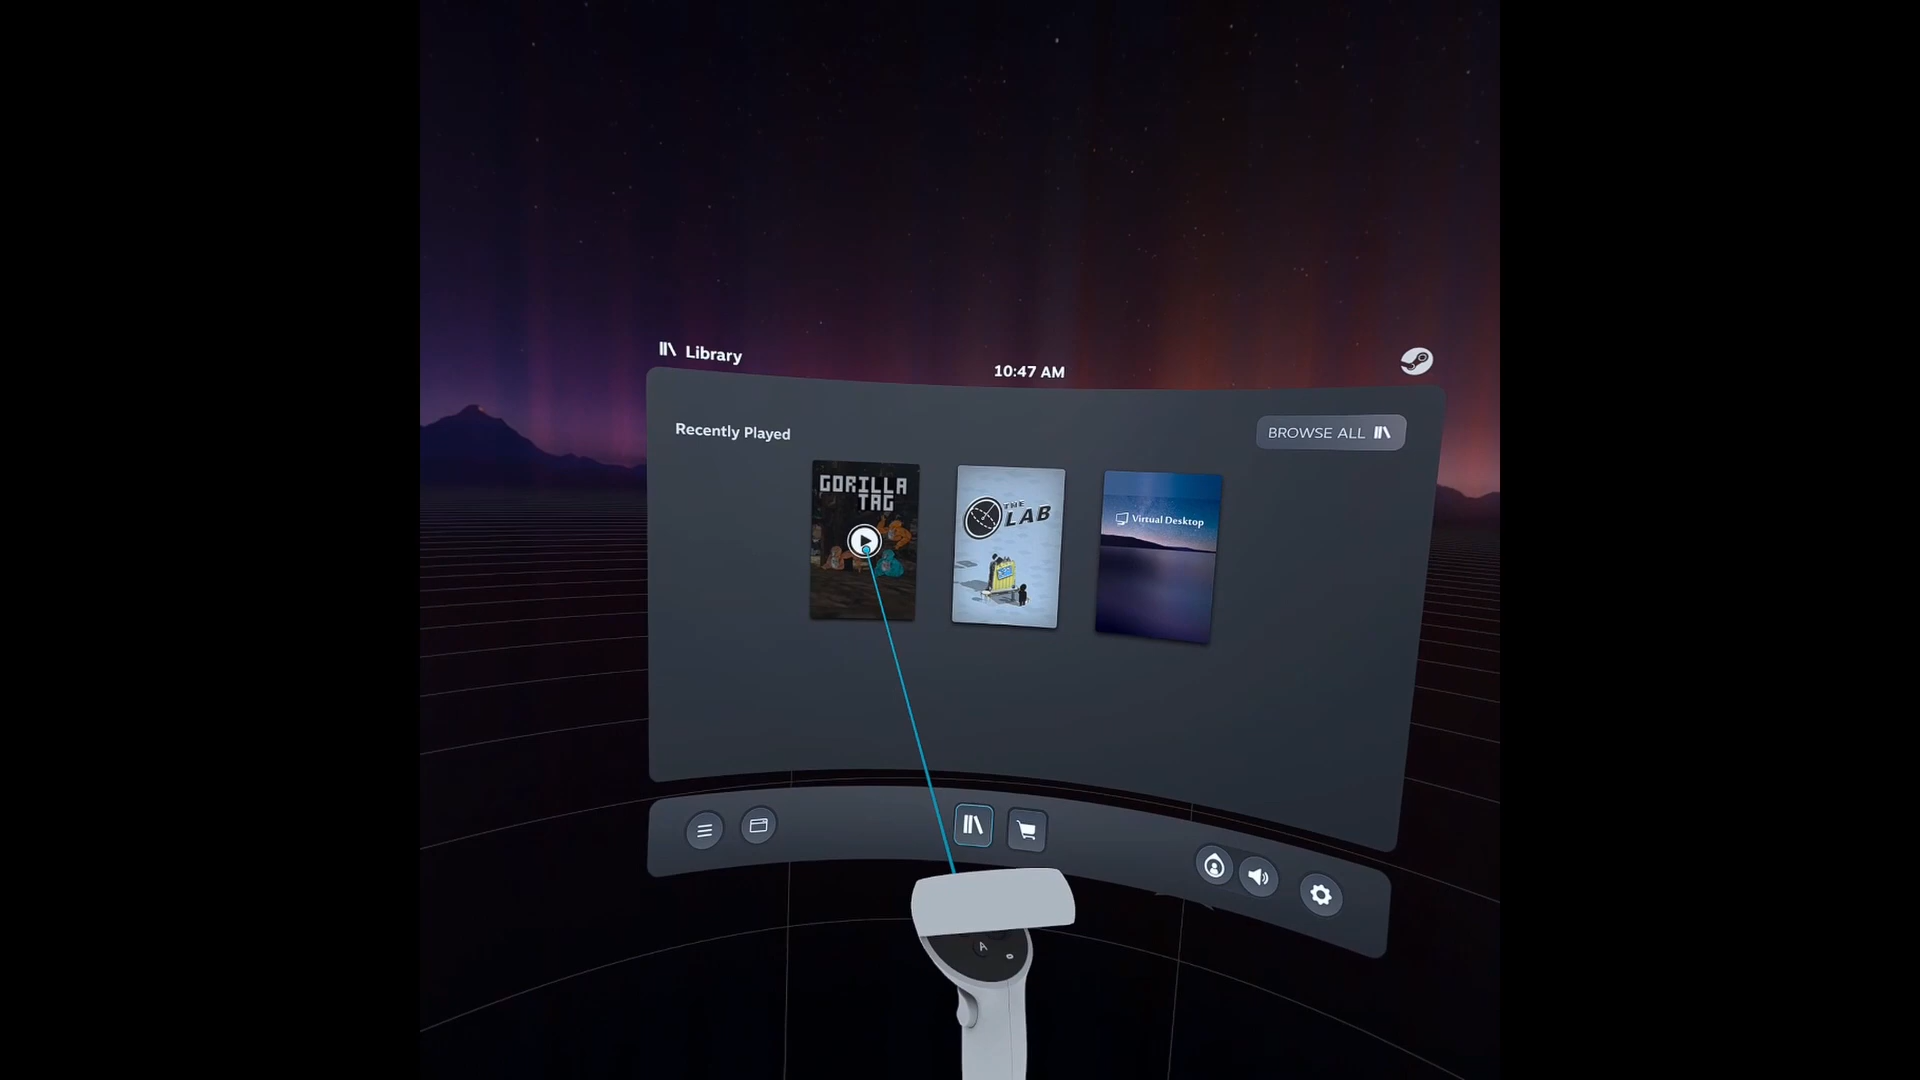 Library
10:47 AM
Recently Played
BROWSE ALL
GORILLA
TAG
THE
LAB
Virtual Desktop
A